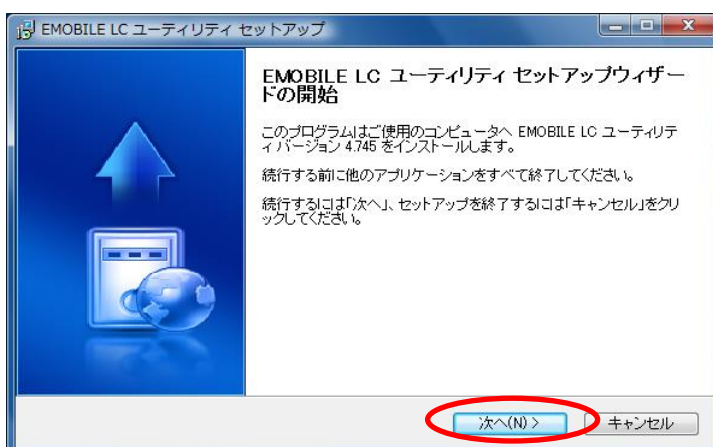 EMOBILE LC ユーティリティ セットアップ
EMOBILE LC ユーティリティ セットアップウィザー
ドの開始
このプログラムはご使用のコンピュータへ EMOBILE LC ユーティリテ
ィ バージョン 4.745 をインストールします。
続行する前に他のアプリケーションをすべて終了してください。
続行するには「次へ」、セットアップを終了するには「キャンセル」をクリ
ックしてください。
次へ(N) >
キャンセル